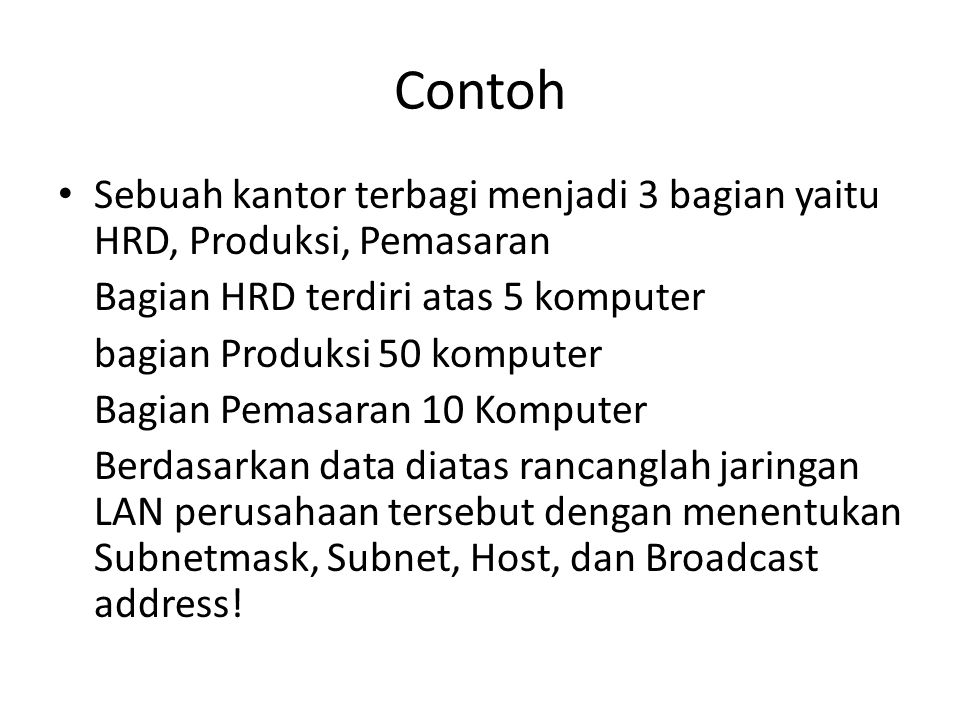 Contoh
• Sebuah kantor terbagi menjadi 3 bagian yaitu
HRD, Produksi, Pemasaran
Bagian HRD terdiri atas 5 komputer
bagian Produksi 50 komputer
Bagian Pemasaran 10 Komputer
Berdasarkan data diatas rancanglah jaringan
LAN perusahaan tersebut dengan menentukan
Subnetmask, Subnet, Host, dan Broadcast
address!